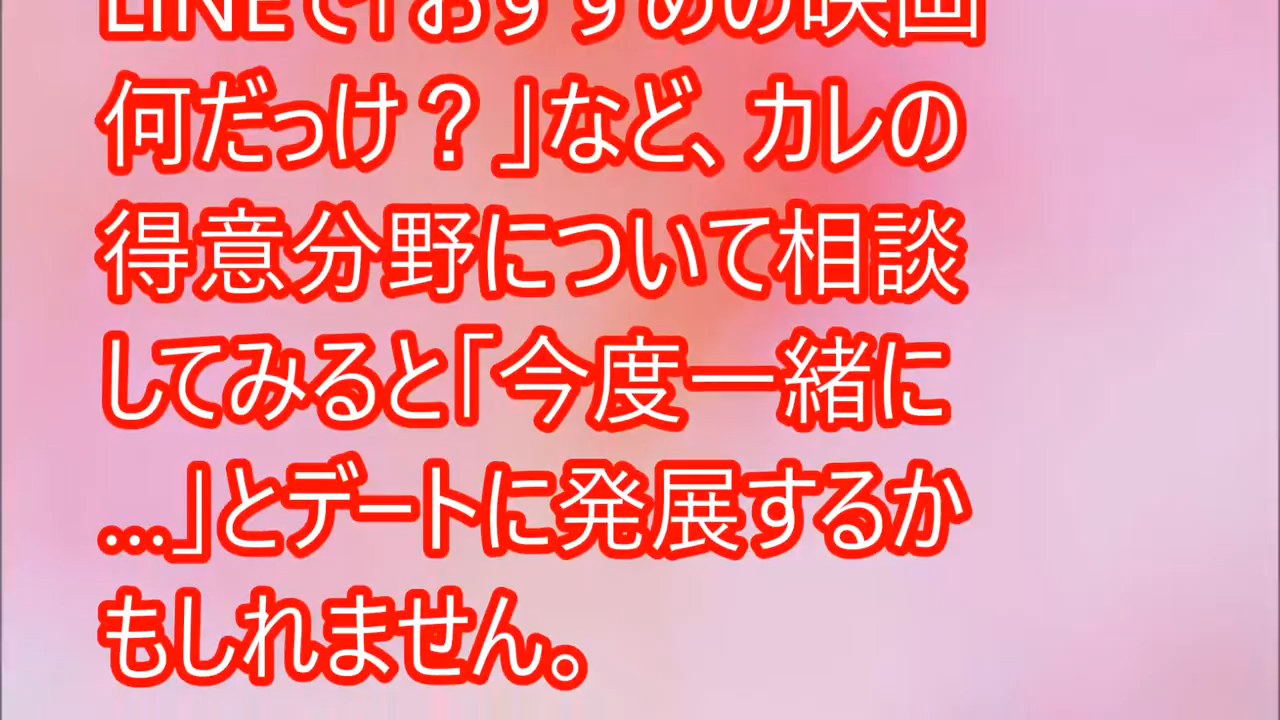 LINEで「おすすめの映画
何だっけ？」など、カレの
得意分野について相談
してみると「今度一緒に
…」とデートに発展するか
もしれません。